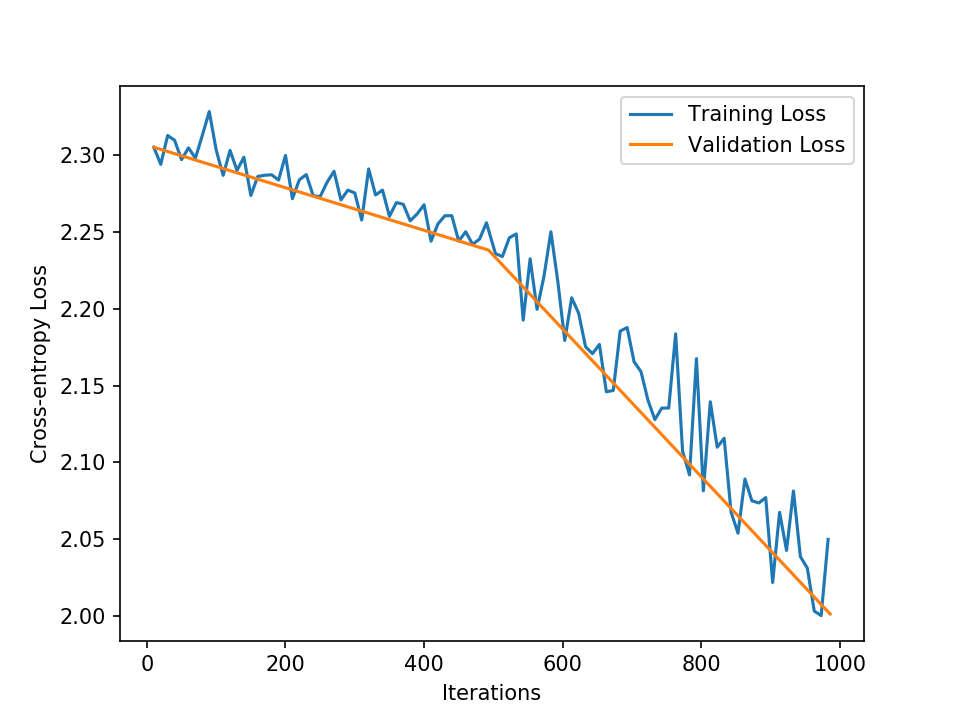 Training Loss
Validation Loss
2.30
2.25
2.20
2.15
2.10
2.05
2.00
Cross-entropy Loss
0 200 400 600 800 1000
Iterations